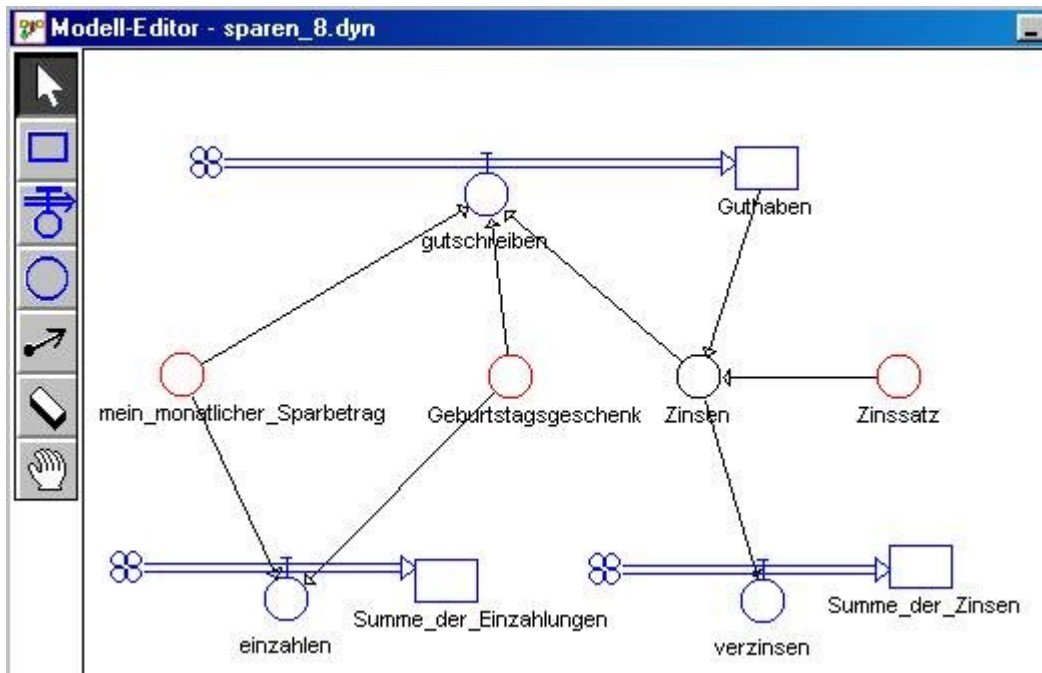 Modell-Editor - sparen_8.dyn
Guthaben
gutschreiben
mein_monatlicher_Sparbetrag
Geburtstagsgeschenk
Zinsen
Zinssatz
Summe_der_Einzahlungen
Summe_der_Zinsen
einzahlen
verzinsen